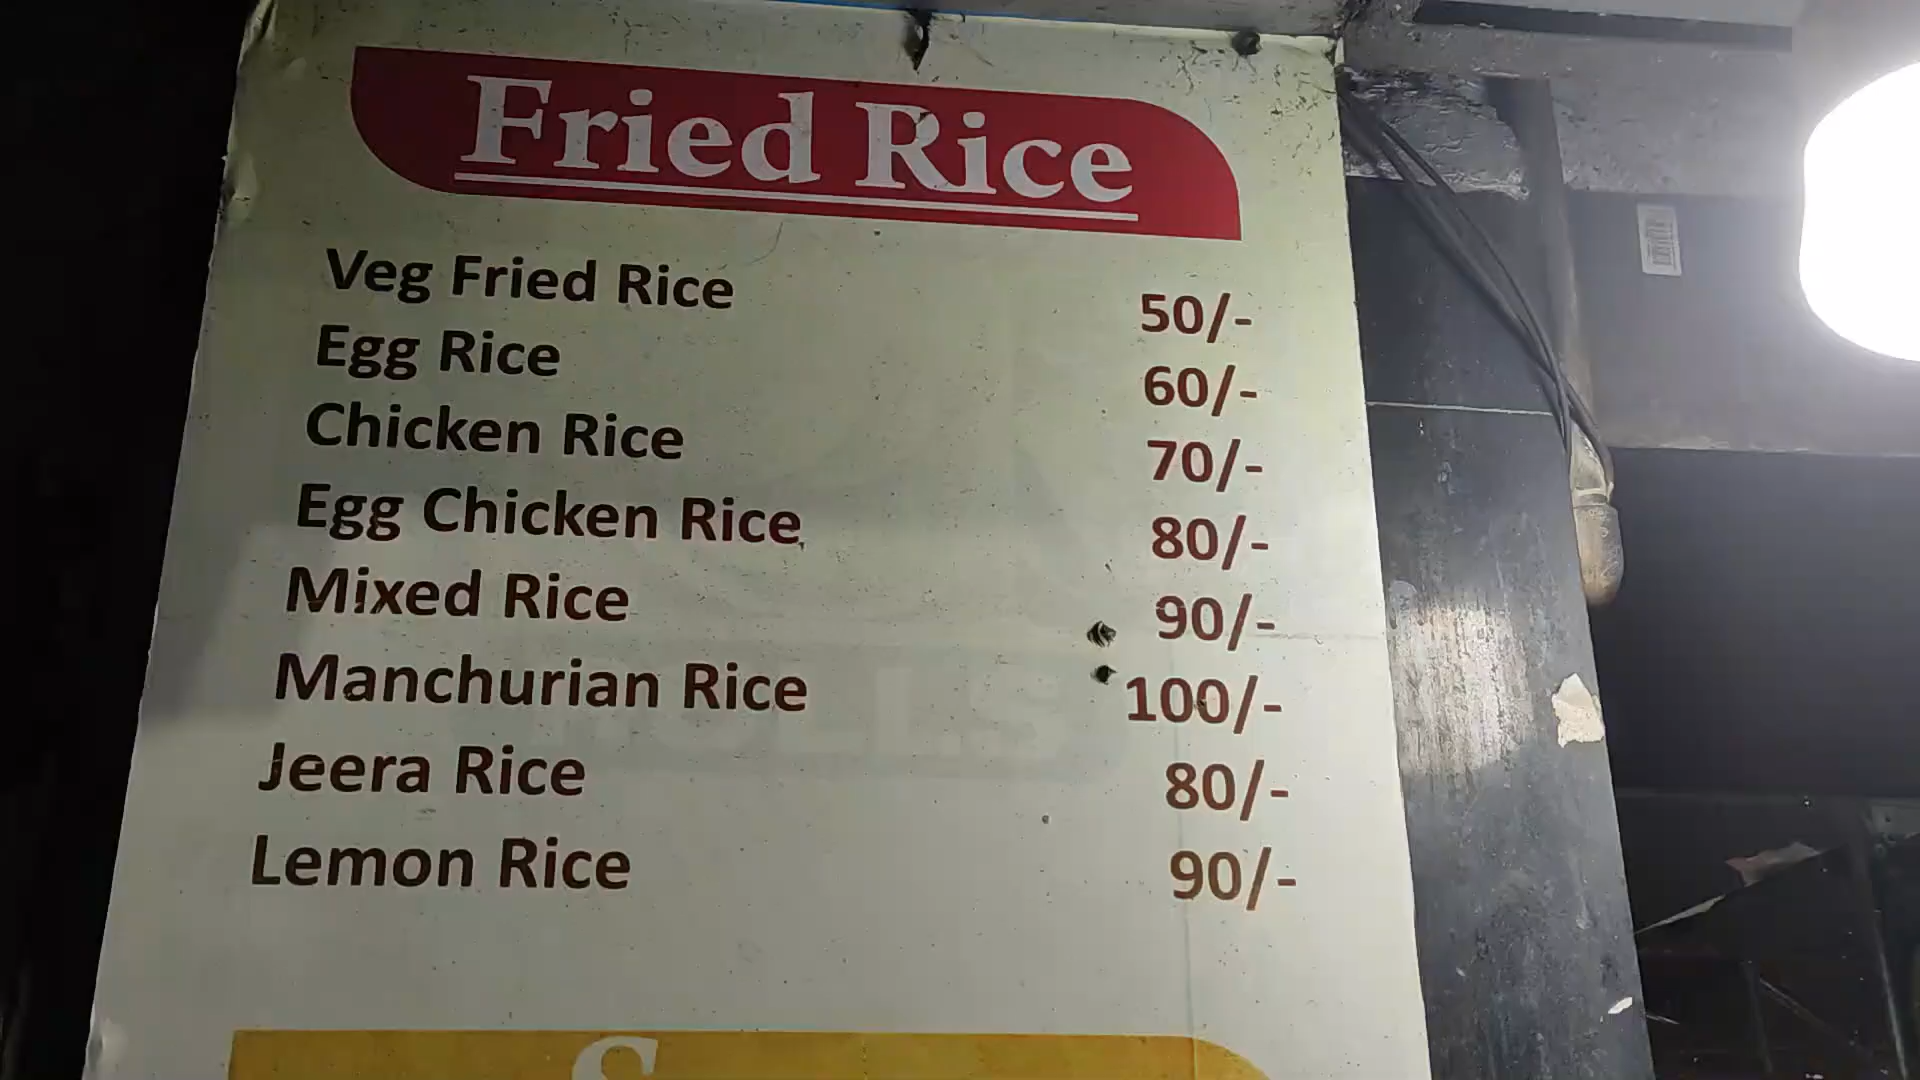 Fried Rice
Veg Fried Rice 50/-
Egg Rice 60/-
Chicken Rice 70/-
Egg Chicken Rice 80/-
Mixed Rice 90/-
Manchurian Rice 100/-
Jeera Rice 80/-
Lemon Rice 90/-